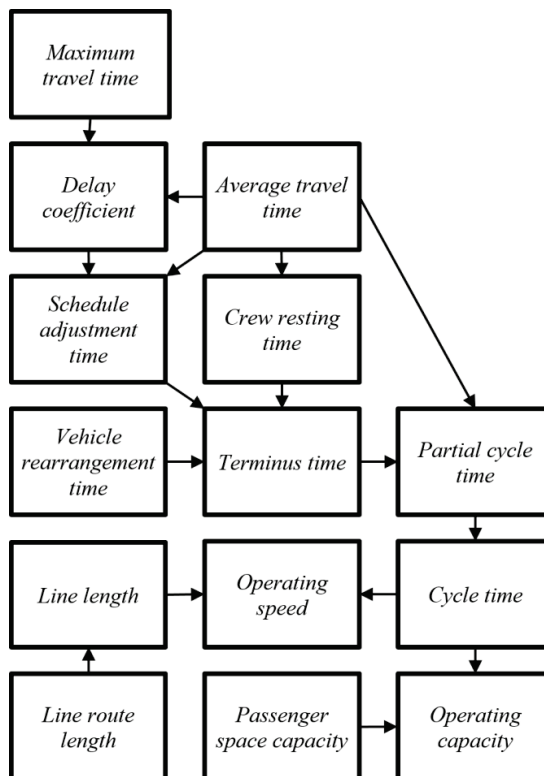 Maximum
travel time
Delay
coefficient
Average travel
time
Schedule
adjustment
time
Crew resting
time
Vehicle
rearrangement
time
Terminus time
Partial cycle
time
Line length
Operating
speed
Cycle time
Line route
length
Passenger
space capacity
Operating
capacity